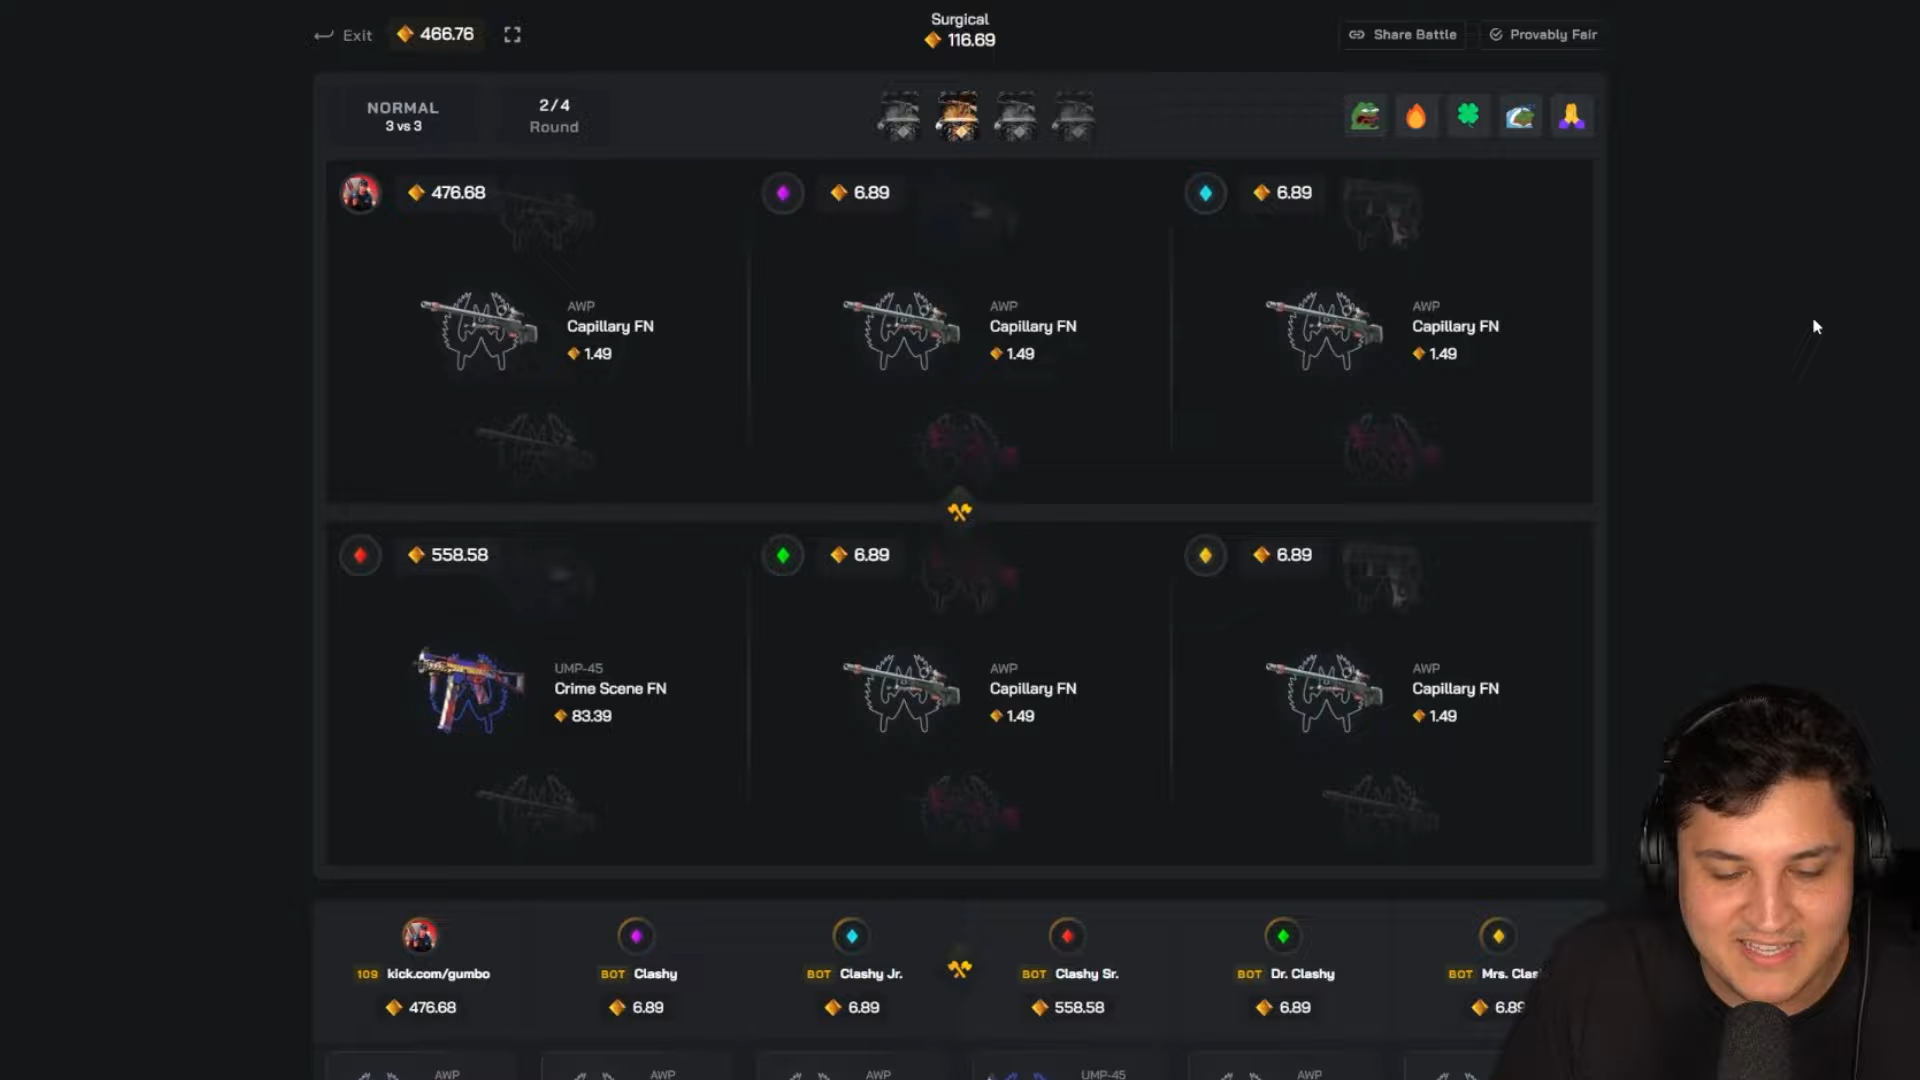 Exit
466.76
Surgical
116.69
Share Battle
Provably Fair
NORMAL
3 vs 3
2/4
Round
476.68
6.89
6.89
AWP
Capillary FN
1.49
AWP
Capillary FN
1.49
AWP
Capillary FN
1.49
558.58
6.89
6.89
UMP-45
Crime Scene FN
83.39
AWP
Capillary FN
1.49
AWP
Capillary FN
1.49
109 kick.com/gumbo
476.68
BOT Clashy
6.89
BOT Clashy Jr.
6.89
BOT Clashy Sr.
558.58
BOT Dr. Clashy
6.89
BOT Mrs. Clas
6.89
AWP
AWP
AWP
UMP-45
AWP